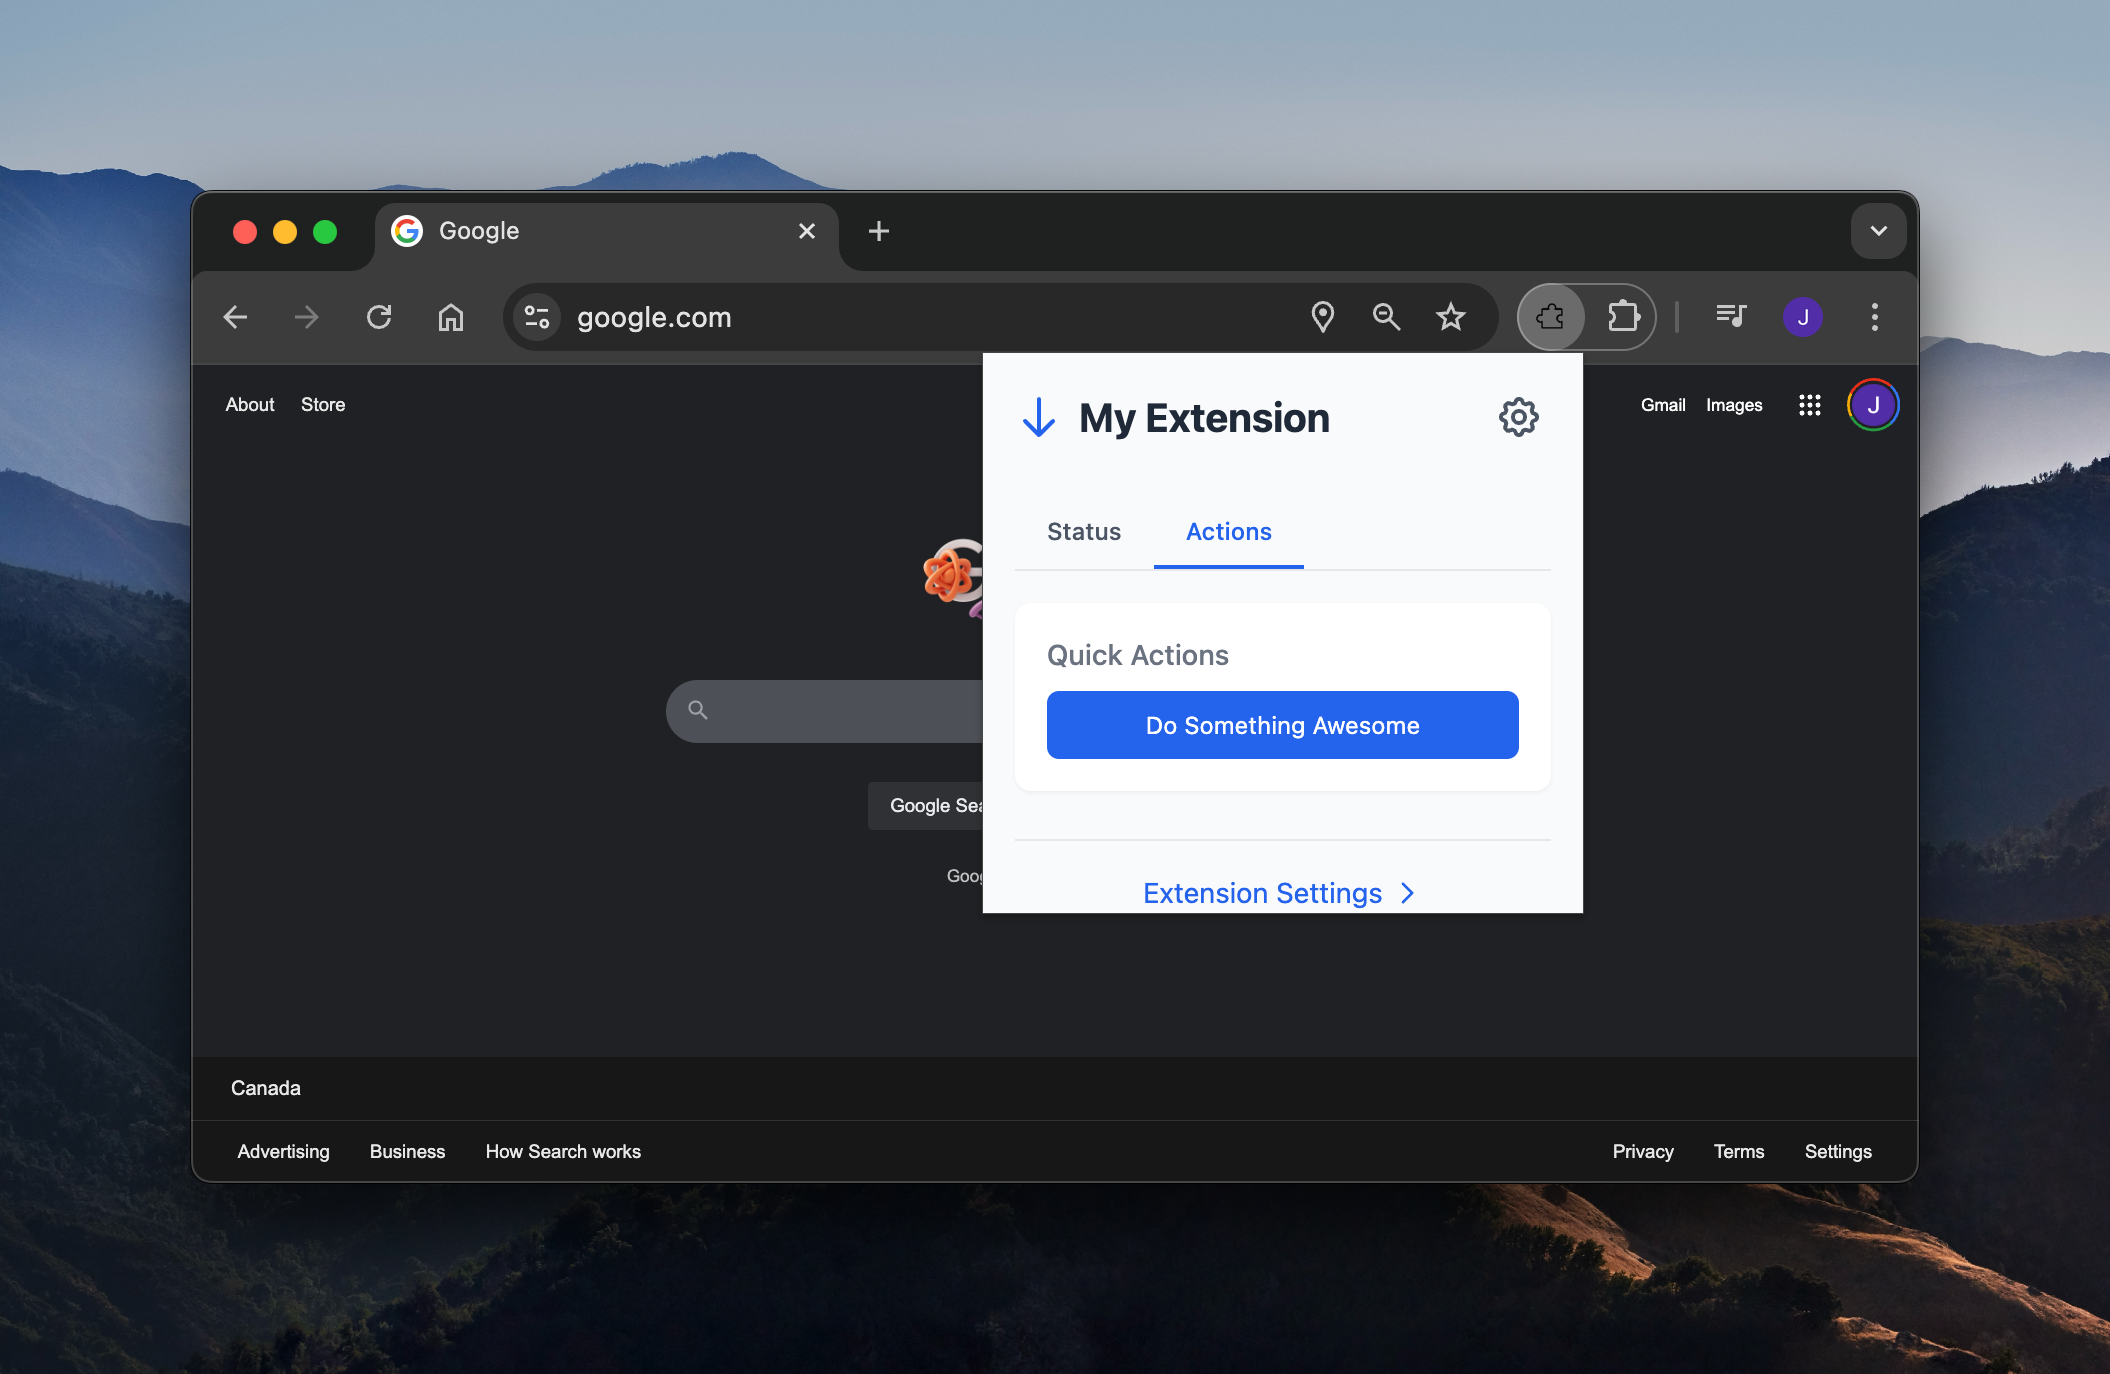 Google
google.com
J
About Store
Gmail Images J
My Extension
Status Actions
Quick Actions
Do Something Awesome
Extension Settings
Google Sea
Goog
Canada
Advertising Business How Search works
Privacy Terms Settings